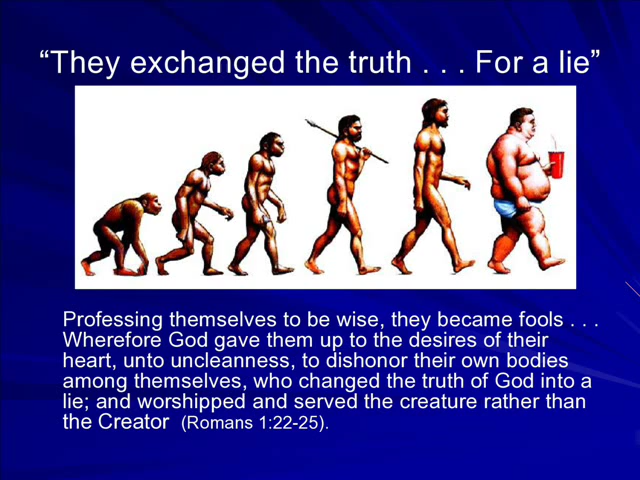 “They exchanged the truth . . . For a lie”
Professing themselves to be wise, they became fools . . .
Wherefore God gave them up to the desires of their
heart, unto uncleanness, to dishonor their own bodies
among themselves, who changed the truth of God into a
lie; and worshipped and served the creature rather than
the Creator (Romans 1:22-25).